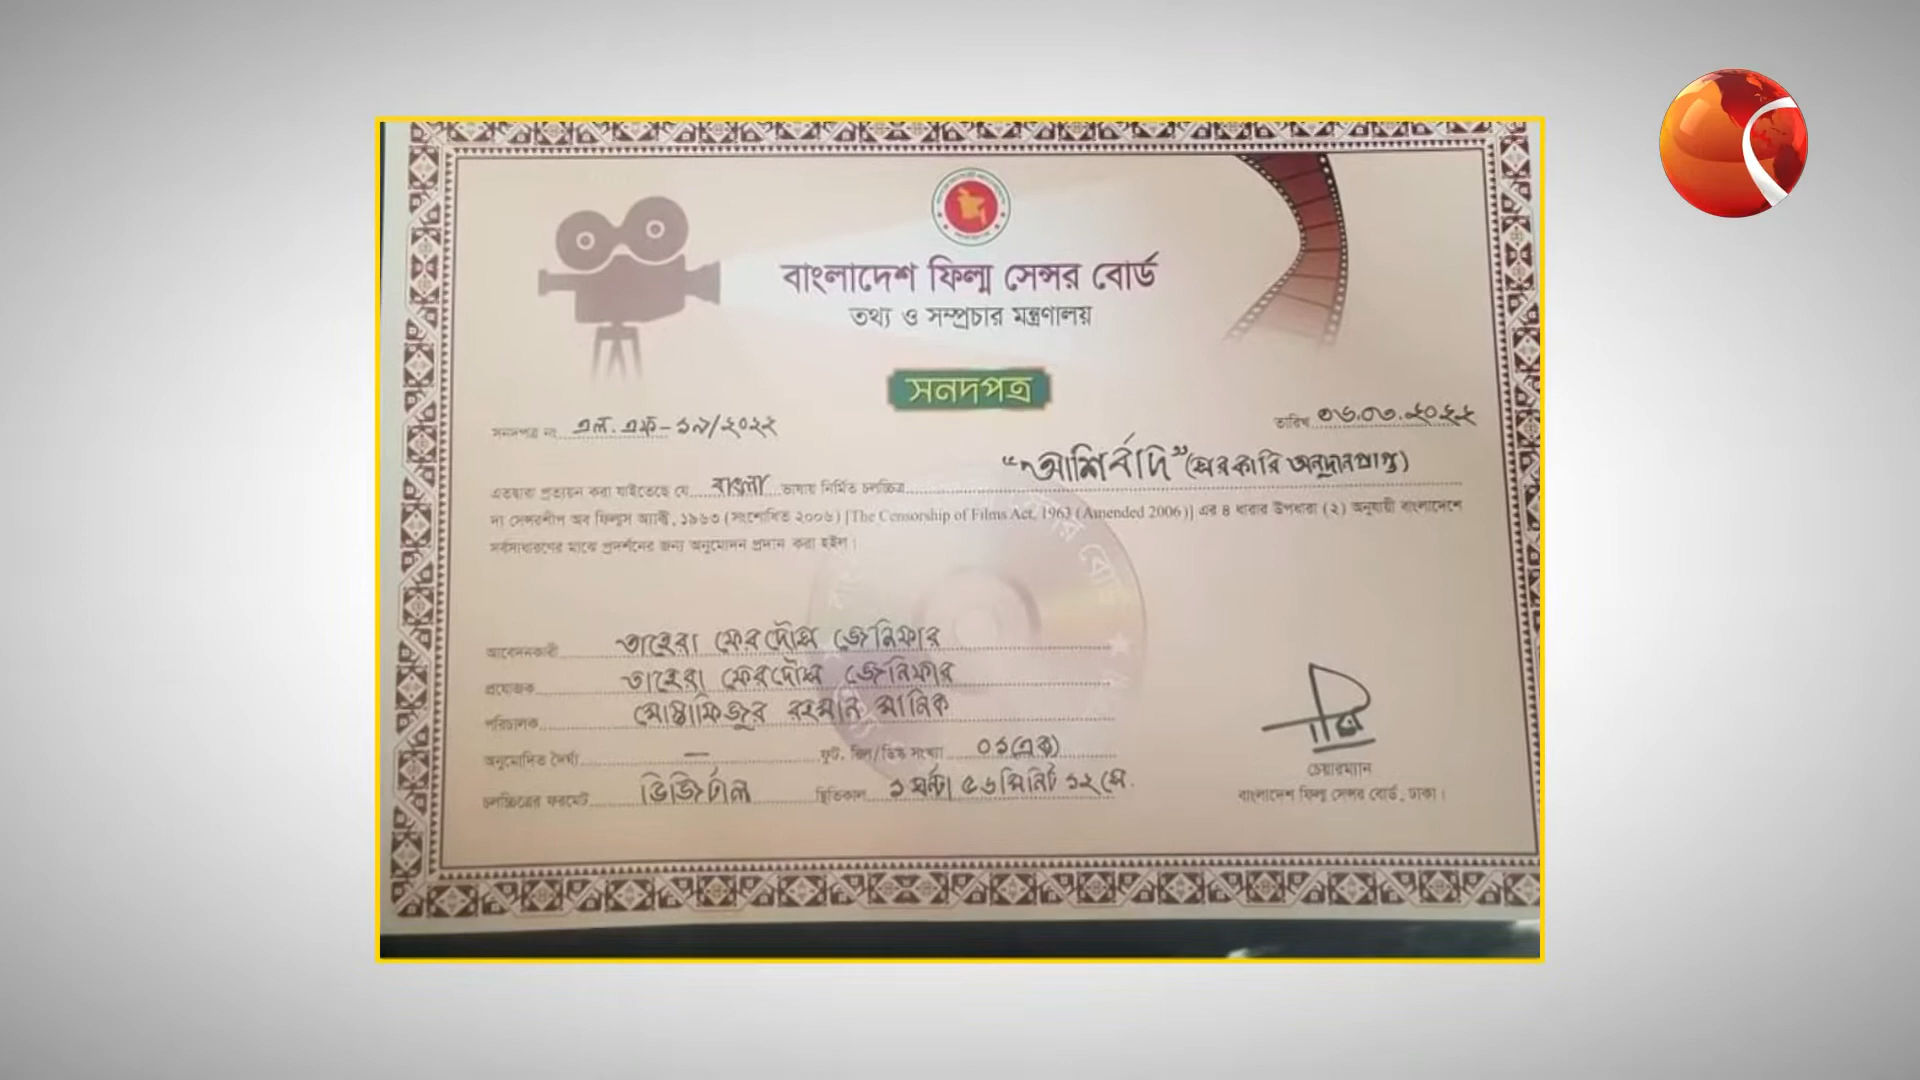 বাংলাদেশ ফিল্ম সেন্সর বোর্ড
তথ্য ও সম্প্রচার মন্ত্রণালয়
সনদপত্র
সনদপত্র নং এল.এফ-১৯/২০২২ তারিখ ০৬.০৩.২০২২
এতদ্বারা প্রত্যয়ন করা যাইতেছে যে বাংলা ভাষায় নির্মিত চলচ্চিত্র "আশির্বাদ" (সরকারি অনুদানপ্রাপ্ত)
দ্য সেন্সরশীপ অব ফিল্মস অ্যাক্ট, ১৯৬৩ (সংশোধিত ২০০৬) [The Censorship of Films Act, 1963 (Amended 2006)] এর ৪ ধারার উপধারা (২) অনুযায়ী বাংলাদেশে
সর্বসাধারণের মাঝে প্রদর্শনের জন্য অনুমোদন প্রদান করা হইল।
আবেদনকারী তাহেরা ফেরদৌস জেনিফার
প্রযোজক তাহেরা ফেরদৌস জেনিফার
পরিচালক মোস্তাফিজুর রহমান মানিক
অনুমোদিত দৈর্ঘ্য — ফুট, রিল/ডিস্ক সংখ্যা ০১(এক)
চলচ্চিত্রের ফরমেট ডিজিটাল স্থিতিকাল ১ ঘন্টা ৫৬ মিনিট ১২ সে.
চেয়ারম্যান
বাংলাদেশ ফিল্ম সেন্সর বোর্ড, ঢাকা।